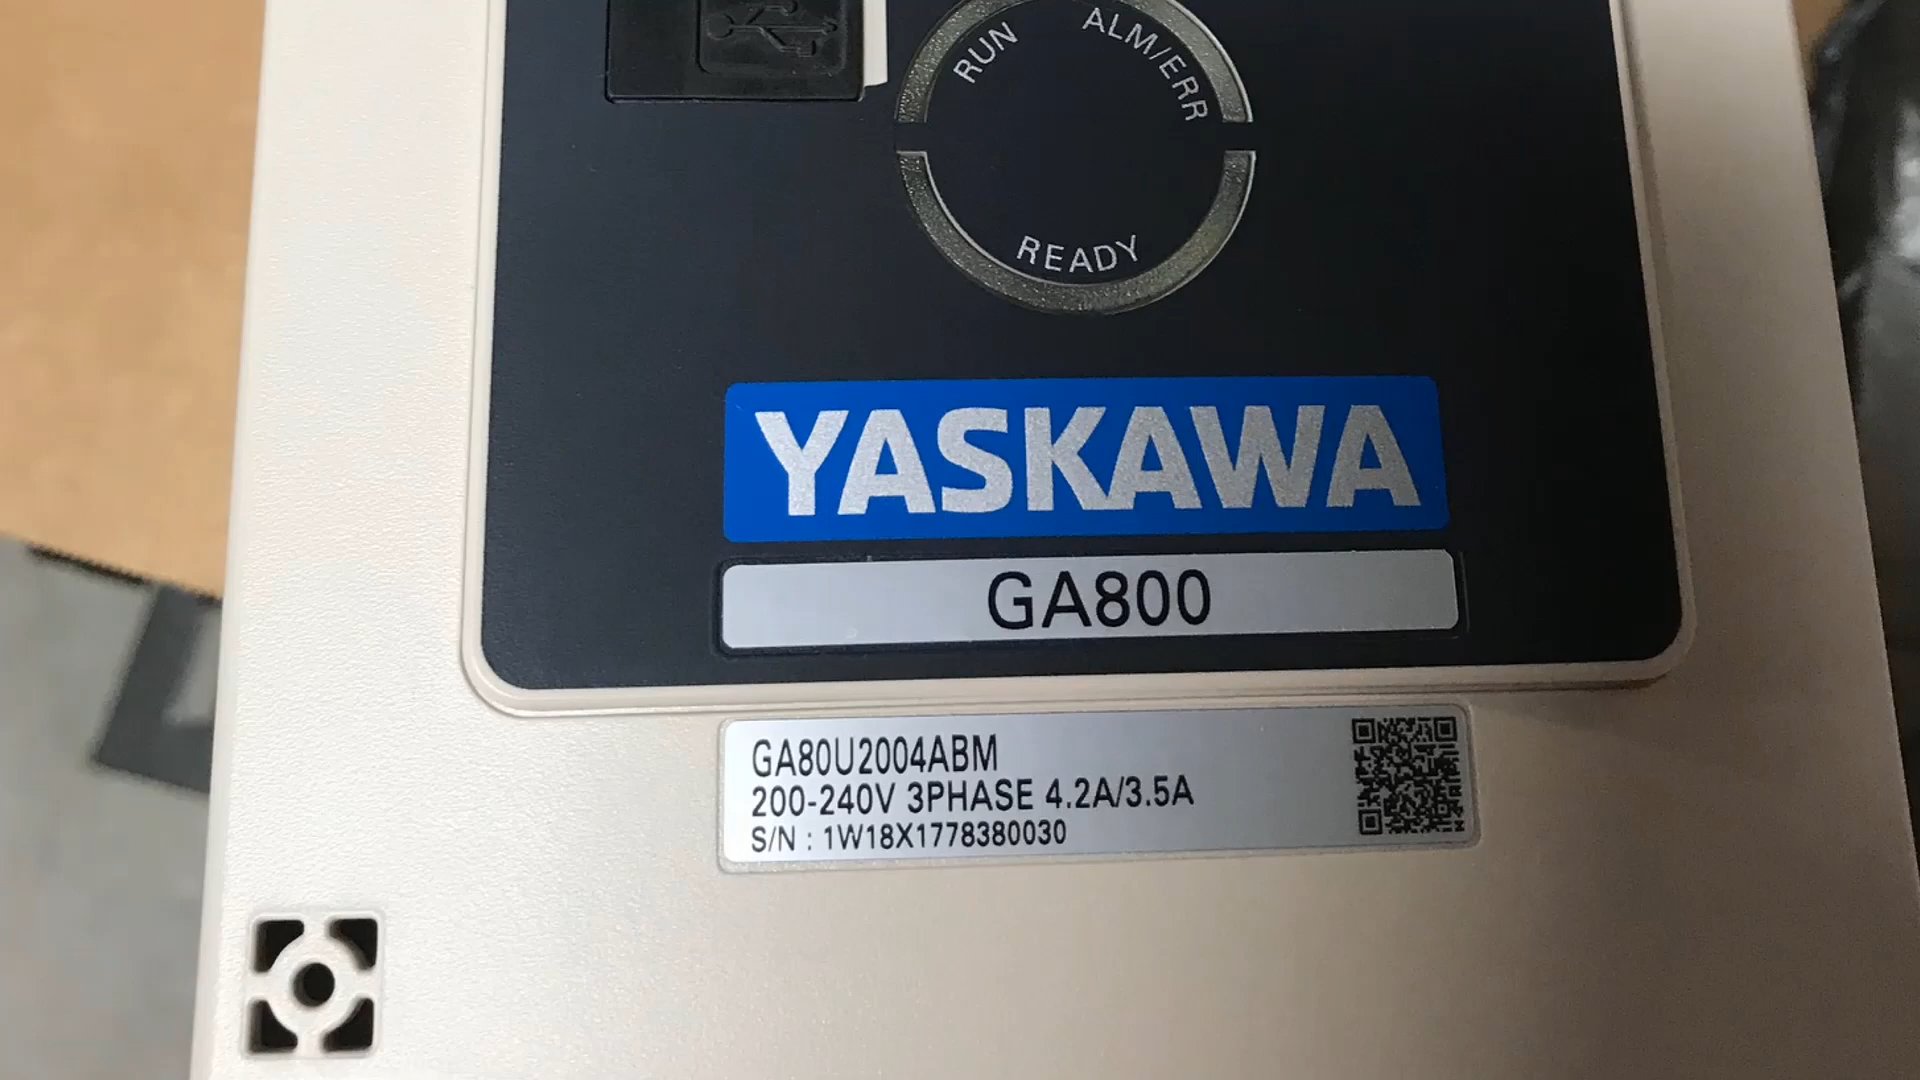 RUN
ALM/ERR
READY
YASKAWA
GA800
GA80U2004ABM
200-240V 3PHASE 4.2A/3.5A
S/N : 1W18X1778380030